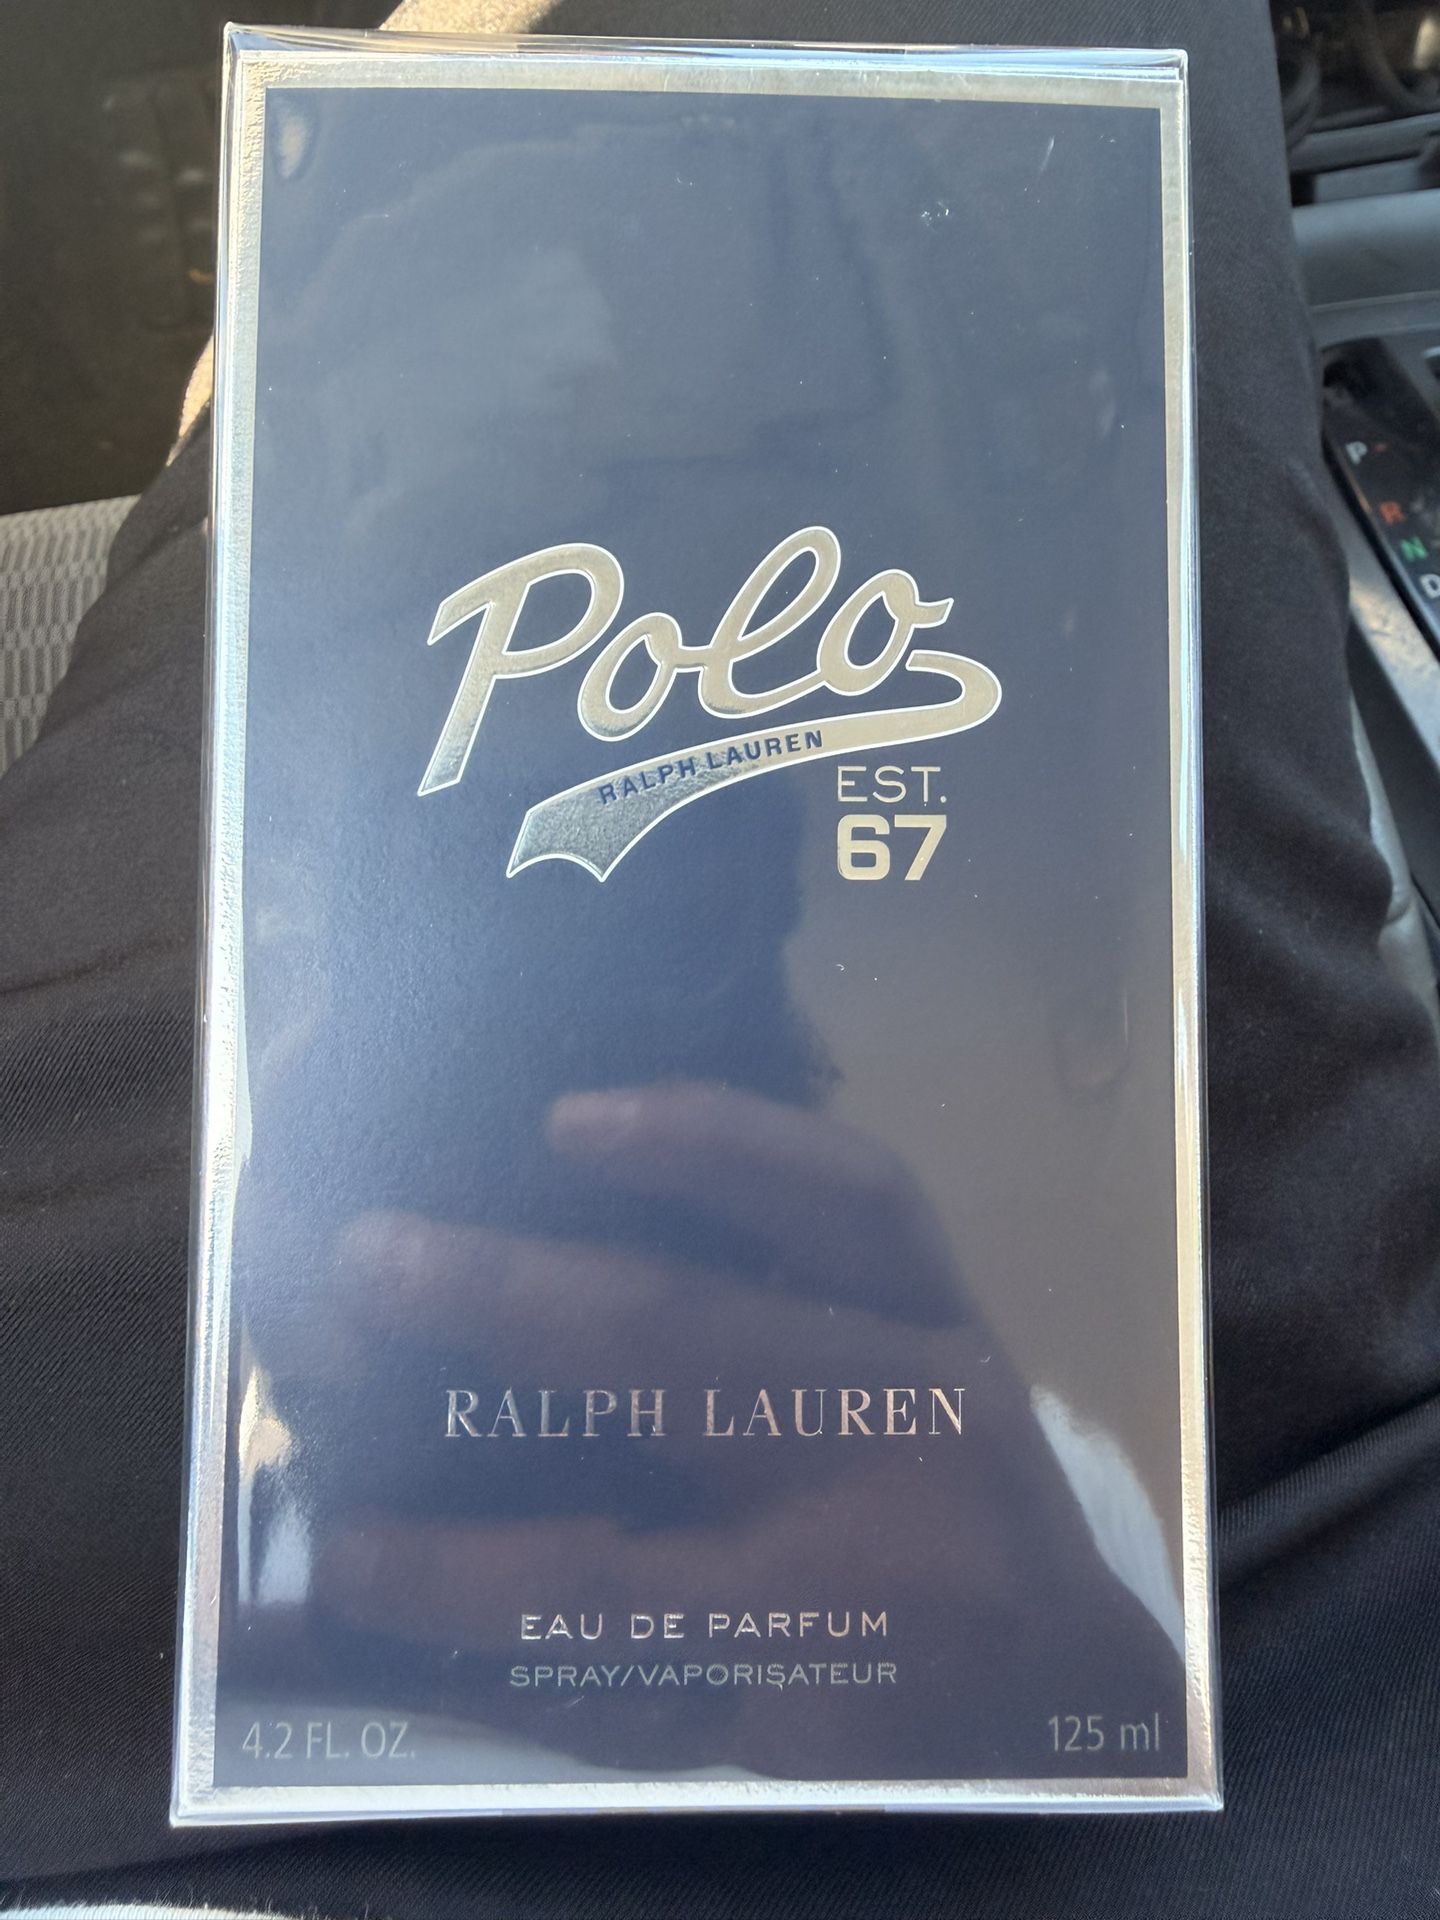 Polo
RALPH LAUREN
EST.
67
RALPH LAUREN
EAU DE PARFUM
SPRAY/VAPORISATEUR
4.2 FL. OZ.
125 ml
P
R
N
D